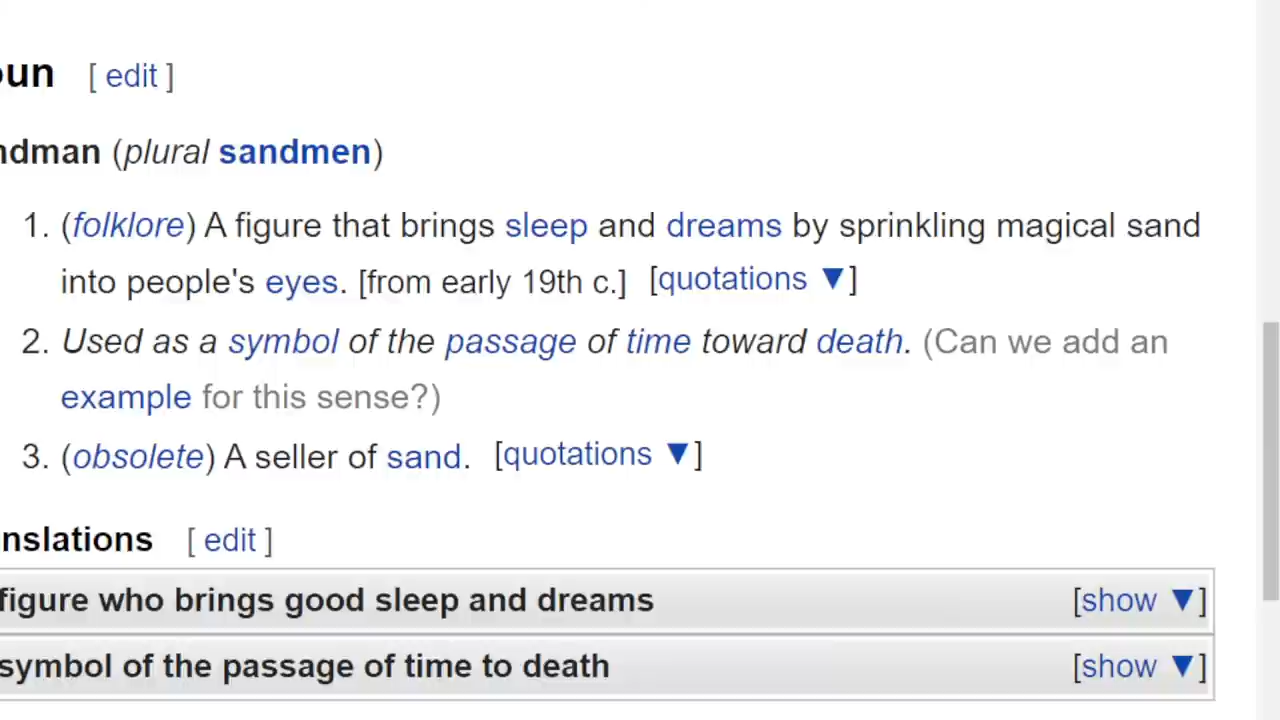 oun [ edit ]
ndman (plural sandmen)
1. (folklore) A figure that brings sleep and dreams by sprinkling magical sand
into people's eyes. [from early 19th c.] [quotations ▼]
2. Used as a symbol of the passage of time toward death. (Can we add an
example for this sense?)
3. (obsolete) A seller of sand. [quotations ▼]
nslations [ edit ]
figure who brings good sleep and dreams [show ▼]
symbol of the passage of time to death [show ▼]